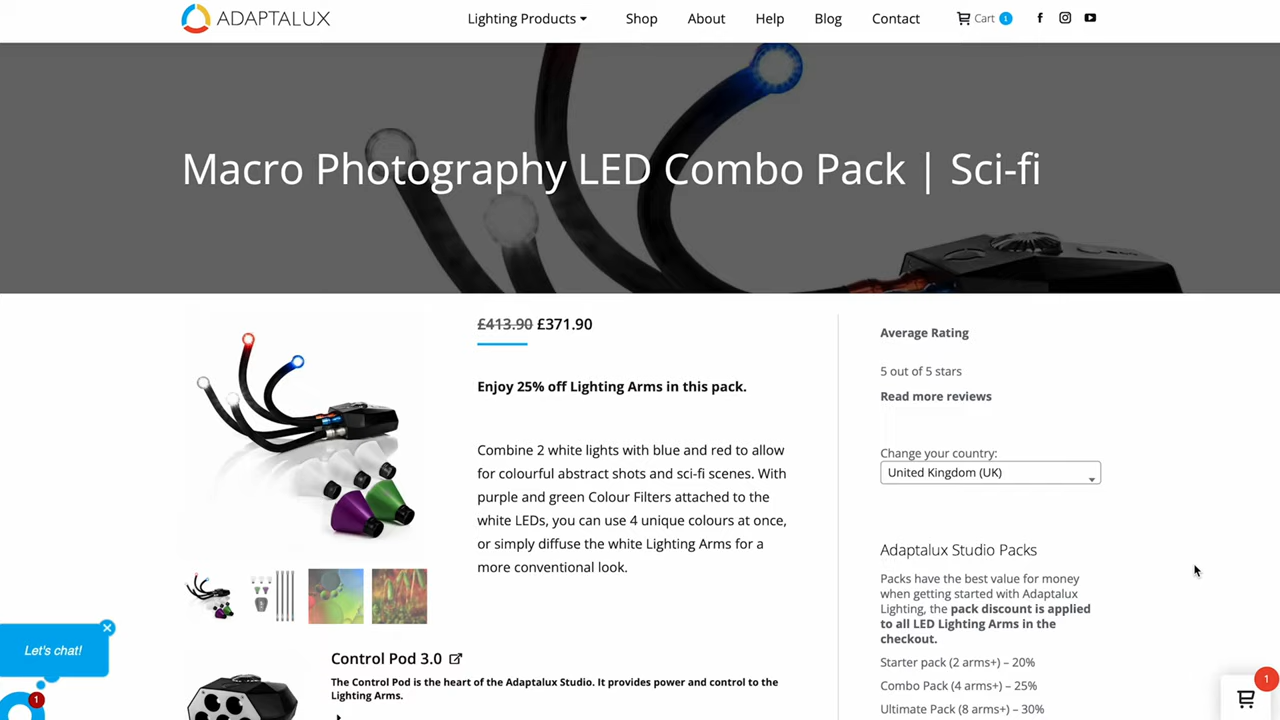 ADAPTALUX
Lighting Products
Shop
About
Help
Blog
Contact
Cart 1
Macro Photography LED Combo Pack | Sci-fi
£413.90 £371.90
Enjoy 25% off Lighting Arms in this pack.
Combine 2 white lights with blue and red to allow
for colourful abstract shots and sci-fi scenes. With
purple and green Colour Filters attached to the
white LEDs, you can use 4 unique colours at once,
or simply diffuse the white Lighting Arms for a
more conventional look.
Control Pod 3.0
The Control Pod is the heart of the Adaptalux Studio. It provides power and control to the
Lighting Arms.
Average Rating
5 out of 5 stars
Read more reviews
Change your country:
United Kingdom (UK)
Adaptalux Studio Packs
Packs have the best value for money
when getting started with Adaptalux
Lighting, the pack discount is applied
to all LED Lighting Arms in the
checkout.
Starter pack (2 arms+) – 20%
Combo Pack (4 arms+) – 25%
Ultimate Pack (8 arms+) – 30%
Let's chat!
1
1